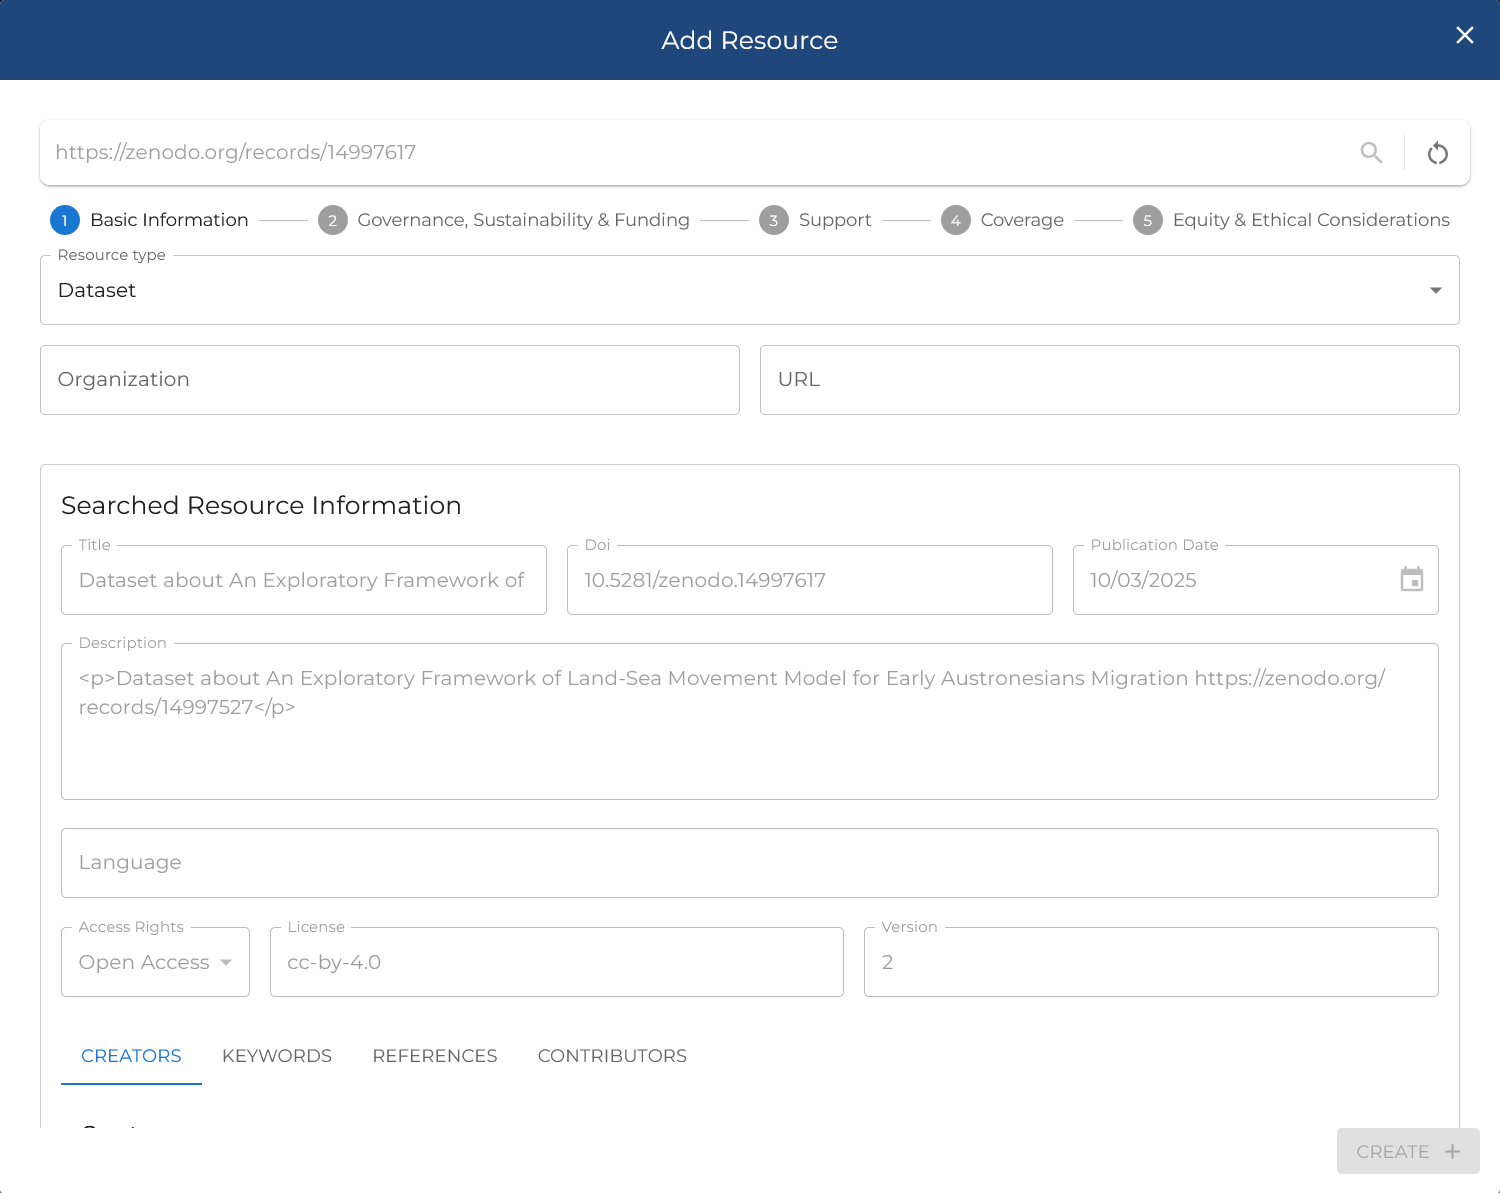 Add Resource
https://zenodo.org/records/14997617
1 Basic Information 2 Governance, Sustainability & Funding 3 Support 4 Coverage 5 Equity & Ethical Considerations
Resource type
Dataset
Organization URL
Searched Resource Information
Title Doi Publication Date
Dataset about An Exploratory Framework of 10.5281/zenodo.14997617 10/03/2025
Description
<p>Dataset about An Exploratory Framework of Land-Sea Movement Model for Early Austronesians Migration https://zenodo.org/
records/14997527</p>
Language
Access Rights License Version
Open Access cc-by-4.0 2
CREATORS KEYWORDS REFERENCES CONTRIBUTORS
CREATE +